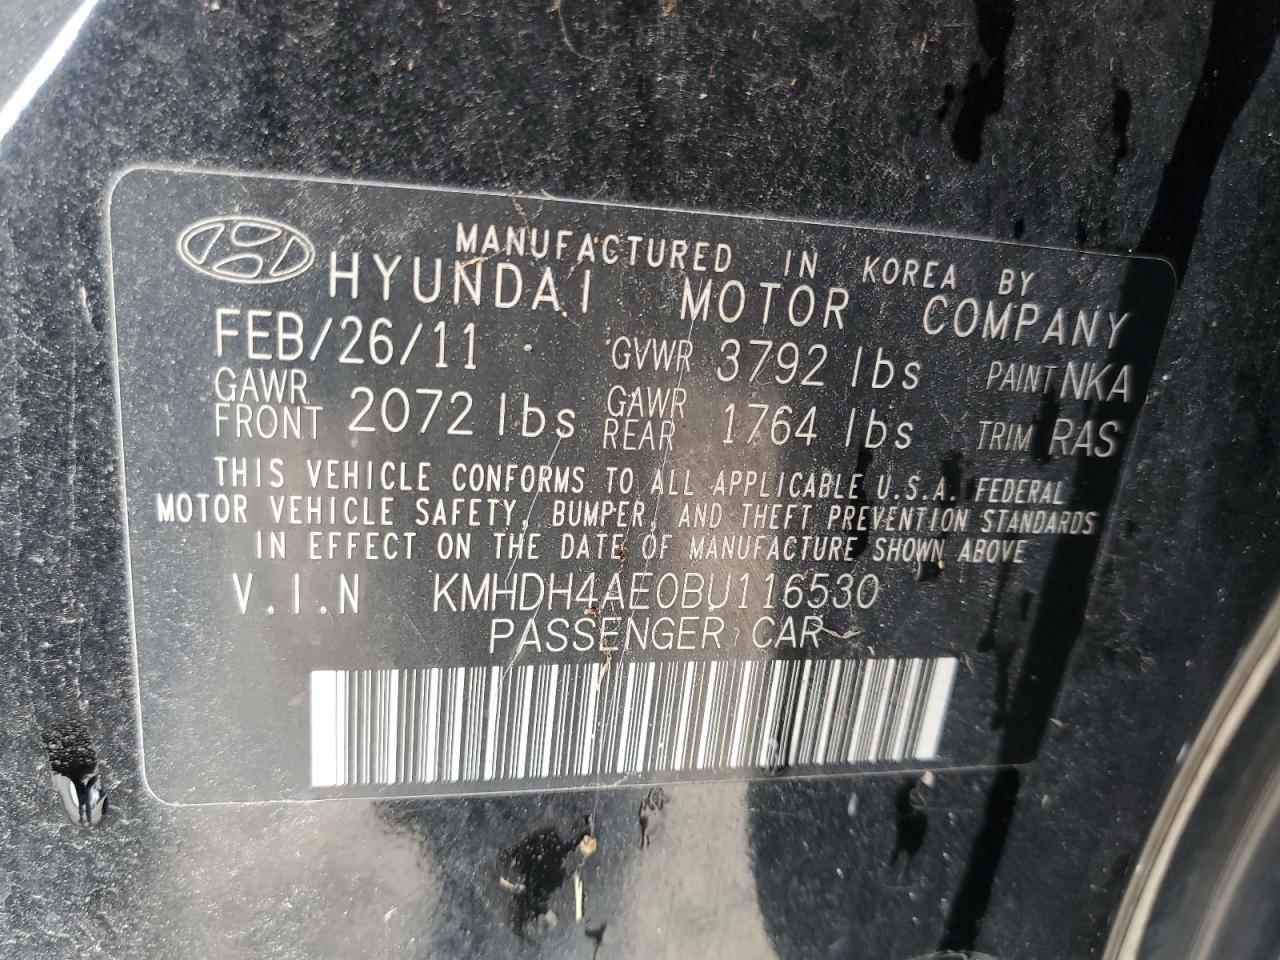 MANUFACTURED IN KOREA BY
HYUNDAI MOTOR COMPANY
FEB/26/11 GVWR 3792 lbs PAINT NKA
GAWR FRONT 2072 lbs GAWR REAR 1764 lbs TRIM RAS
THIS VEHICLE CONFORMS TO ALL APPLICABLE U.S.A. FEDERAL
MOTOR VEHICLE SAFETY, BUMPER, AND THEFT PREVENTION STANDARDS
IN EFFECT ON THE DATE OF MANUFACTURE SHOWN ABOVE
V.I.N KMHDH4AE0BU116530
PASSENGER CAR